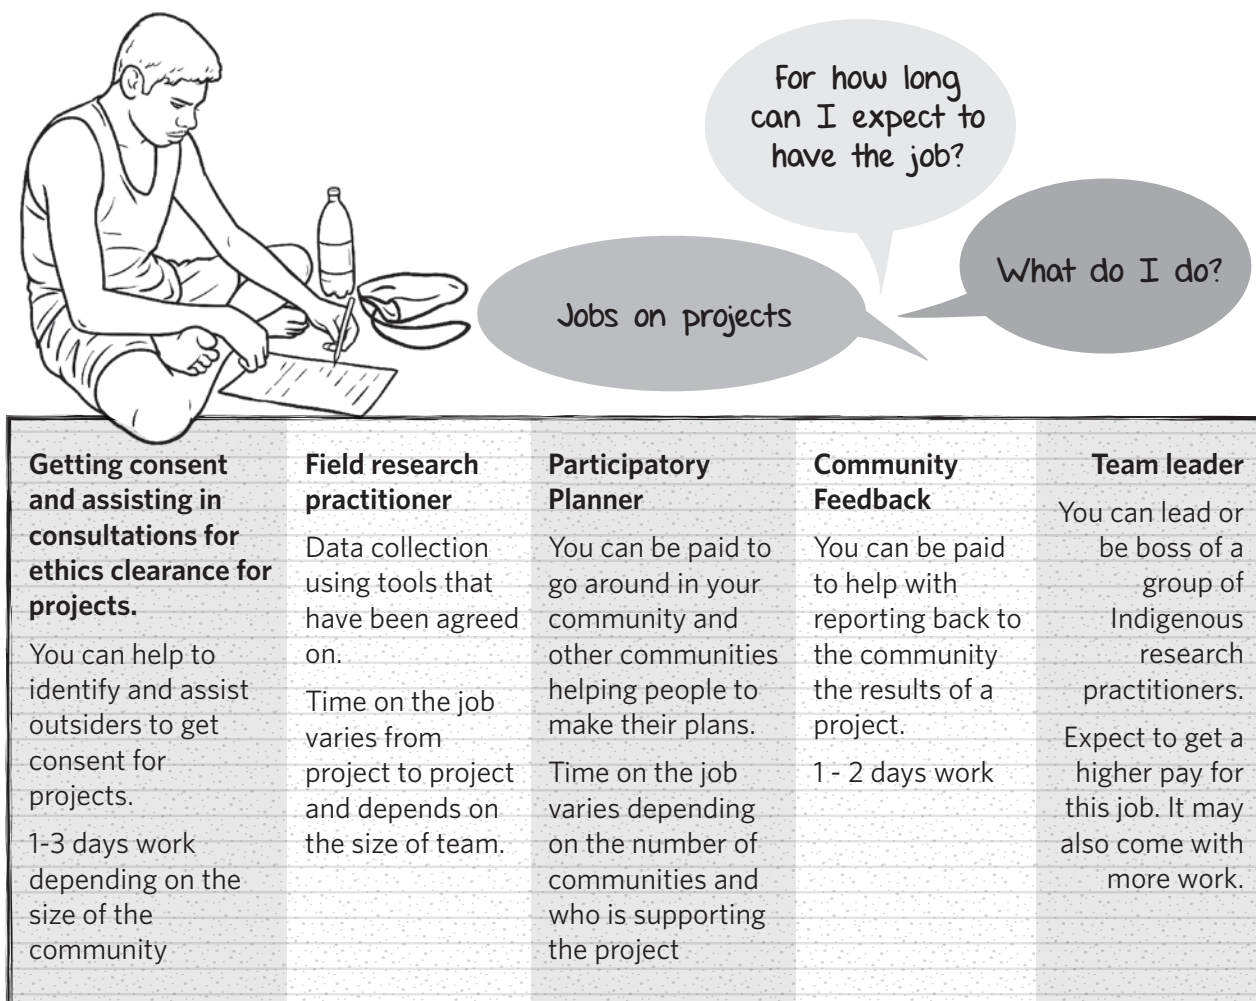 For how long
can I expect to
have the job?
What do I do?
Jobs on projects
Getting consent
and assisting in
consultations for
ethics clearance for
projects.
You can help to
identify and assist
outsiders to get
consent for
projects.
1-3 days work
depending on the
size of the
community
Field research
practitioner
Data collection
using tools that
have been agreed
on.
Time on the job
varies from
project to project
and depends on
the size of team.
Participatory
Planner
You can be paid to
go around in your
community and
other communities
helping people to
make their plans.
Time on the job
varies depending
on the number of
communities and
who is supporting
the project
Community
Feedback
You can be paid
to help with
reporting back to
the community
the results of a
project.
1 - 2 days work
Team leader
You can lead or
be boss of a
group of
Indigenous
research
practitioners.
Expect to get a
higher pay for
this job. It may
also come with
more work.